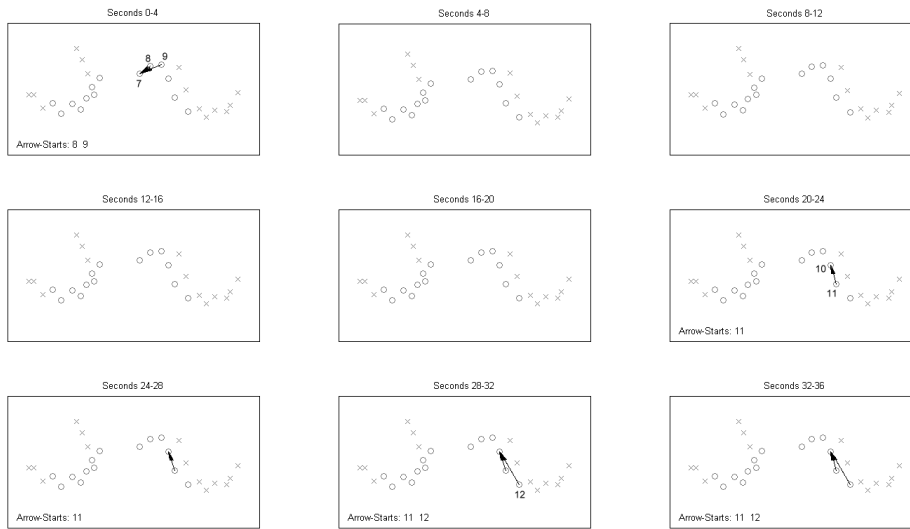 Seconds 0-4
Seconds 4-8
Seconds 8-12
8 9
7
Arrow-Starts: 8 9
Seconds 12-16
Seconds 16-20
Seconds 20-24
10
11
Arrow-Starts: 11
Seconds 24-28
Seconds 28-32
Seconds 32-36
12
Arrow-Starts: 11
Arrow-Starts: 11 12
Arrow-Starts: 11 12